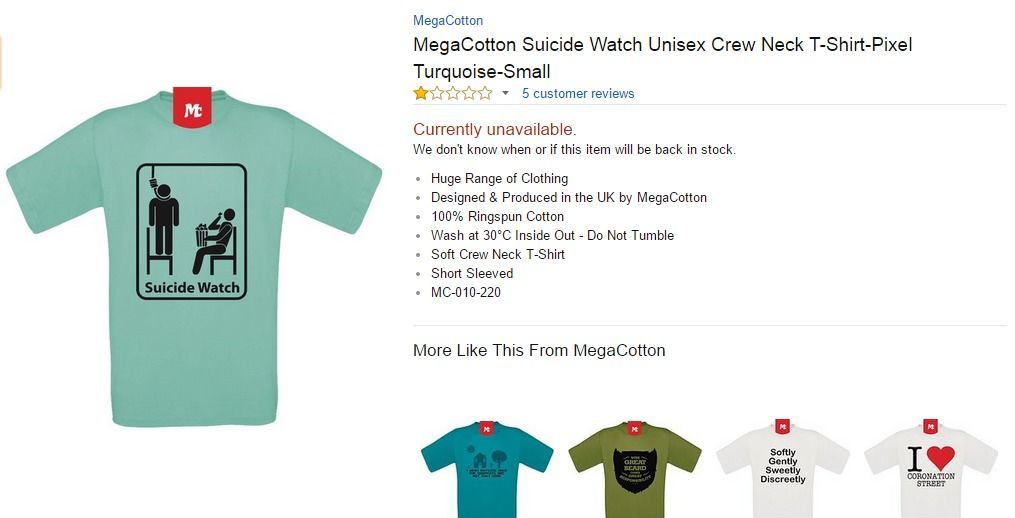 MegaCotton
MegaCotton Suicide Watch Unisex Crew Neck T-Shirt-Pixel
Turquoise-Small
5 customer reviews
Mc
Currently unavailable.
We don't know when or if this item will be back in stock.
Huge Range of Clothing
Designed & Produced in the UK by MegaCotton
100% Ringspun Cotton
Wash at 30°C Inside Out - Do Not Tumble
Soft Crew Neck T-Shirt
Short Sleeved
MC-010-220
Suicide Watch
More Like This From MegaCotton
GREAT
BEARD
RESPONSIBILITY
Softly
Gently
Sweetly
Discreetly
I
CORONATION
STREET